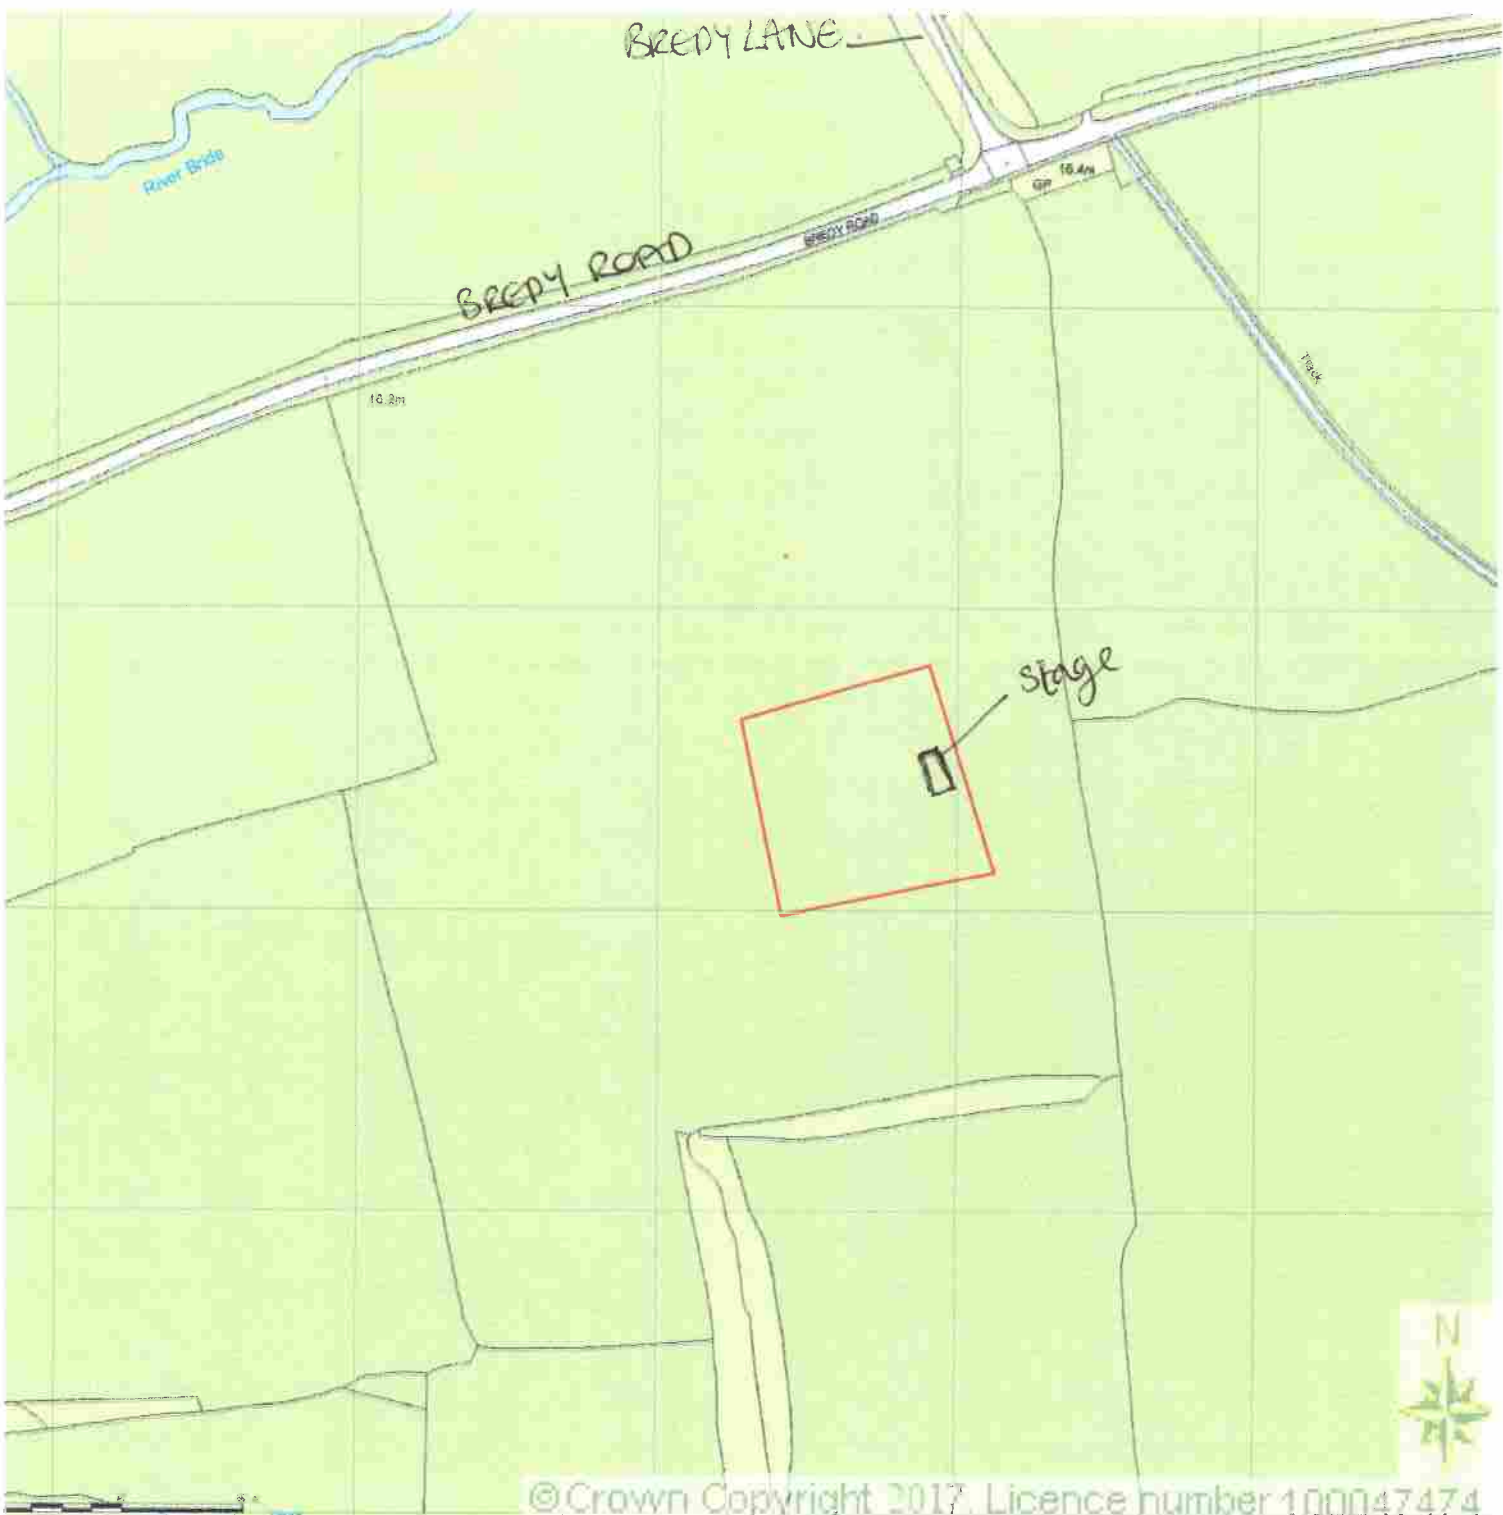 BREDY LANE
River Bride
16.4m
GP
BREDY ROAD
BREDY ROAD
Track
16.2m
Stage
N
©Crown Copyright 2017. Licence number 100047474